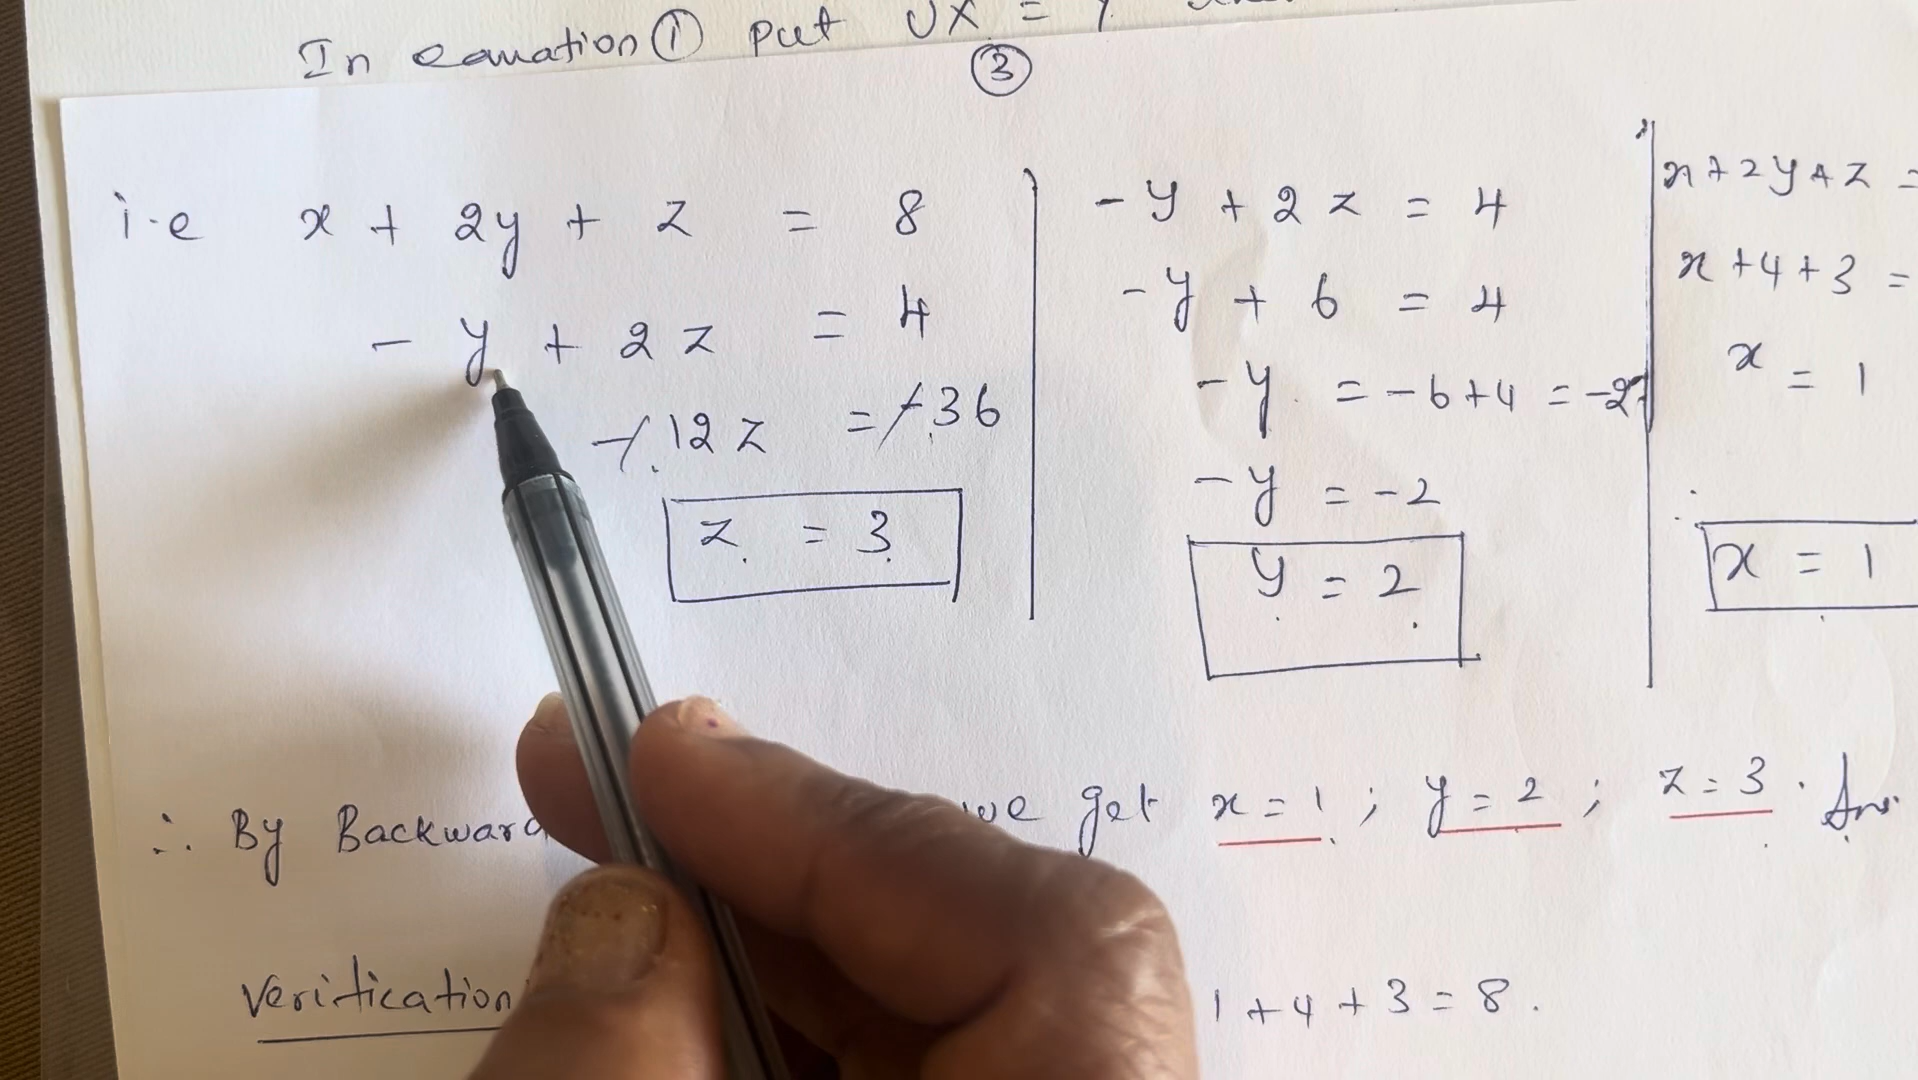 In equation ① put UX = Y
③
i.e x + 2y + z = 8
- y + 2z = 4
-12z = -36
z = 3
-y + 2z = 4
-y + 6 = 4
-y = -6+4 = -2
-y = -2
y = 2
x+2y+z =
x+4+3 =
x = 1
x = 1
∴ By Backward we get x=1; y=2; z=3. Ans.
Verification
1+4+3=8.